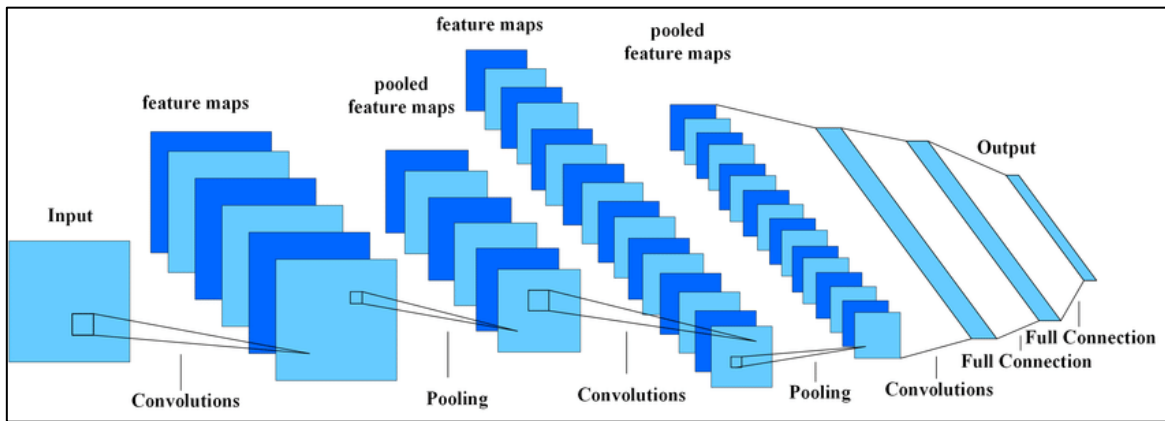 feature maps
pooled
feature maps
feature maps
pooled
feature maps
Input
Output
Convolutions
Pooling
Convolutions
Pooling
Convolutions
Full Connection
Full Connection